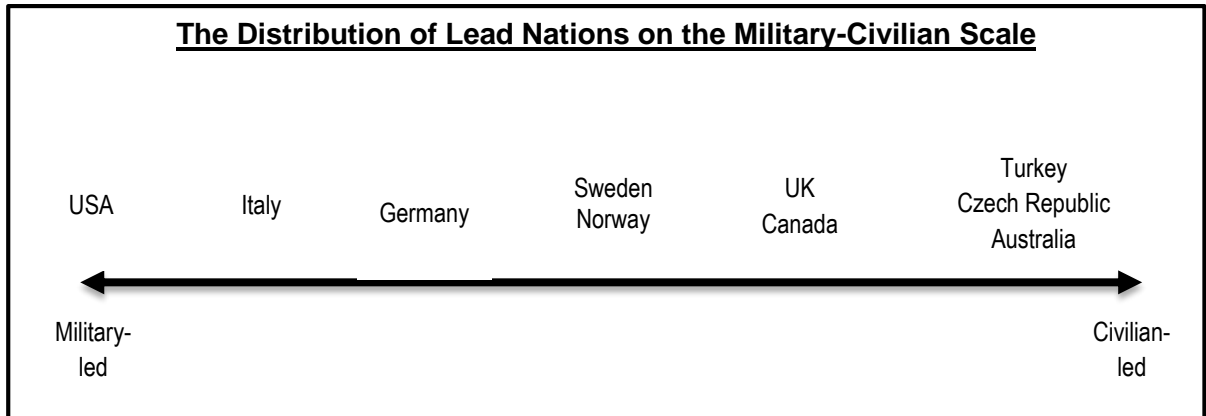 The Distribution of Lead Nations on the Military-Civilian Scale
USA
Italy
Germany
Sweden
Norway
UK
Canada
Turkey
Czech Republic
Australia
Military-
led
Civilian-
led